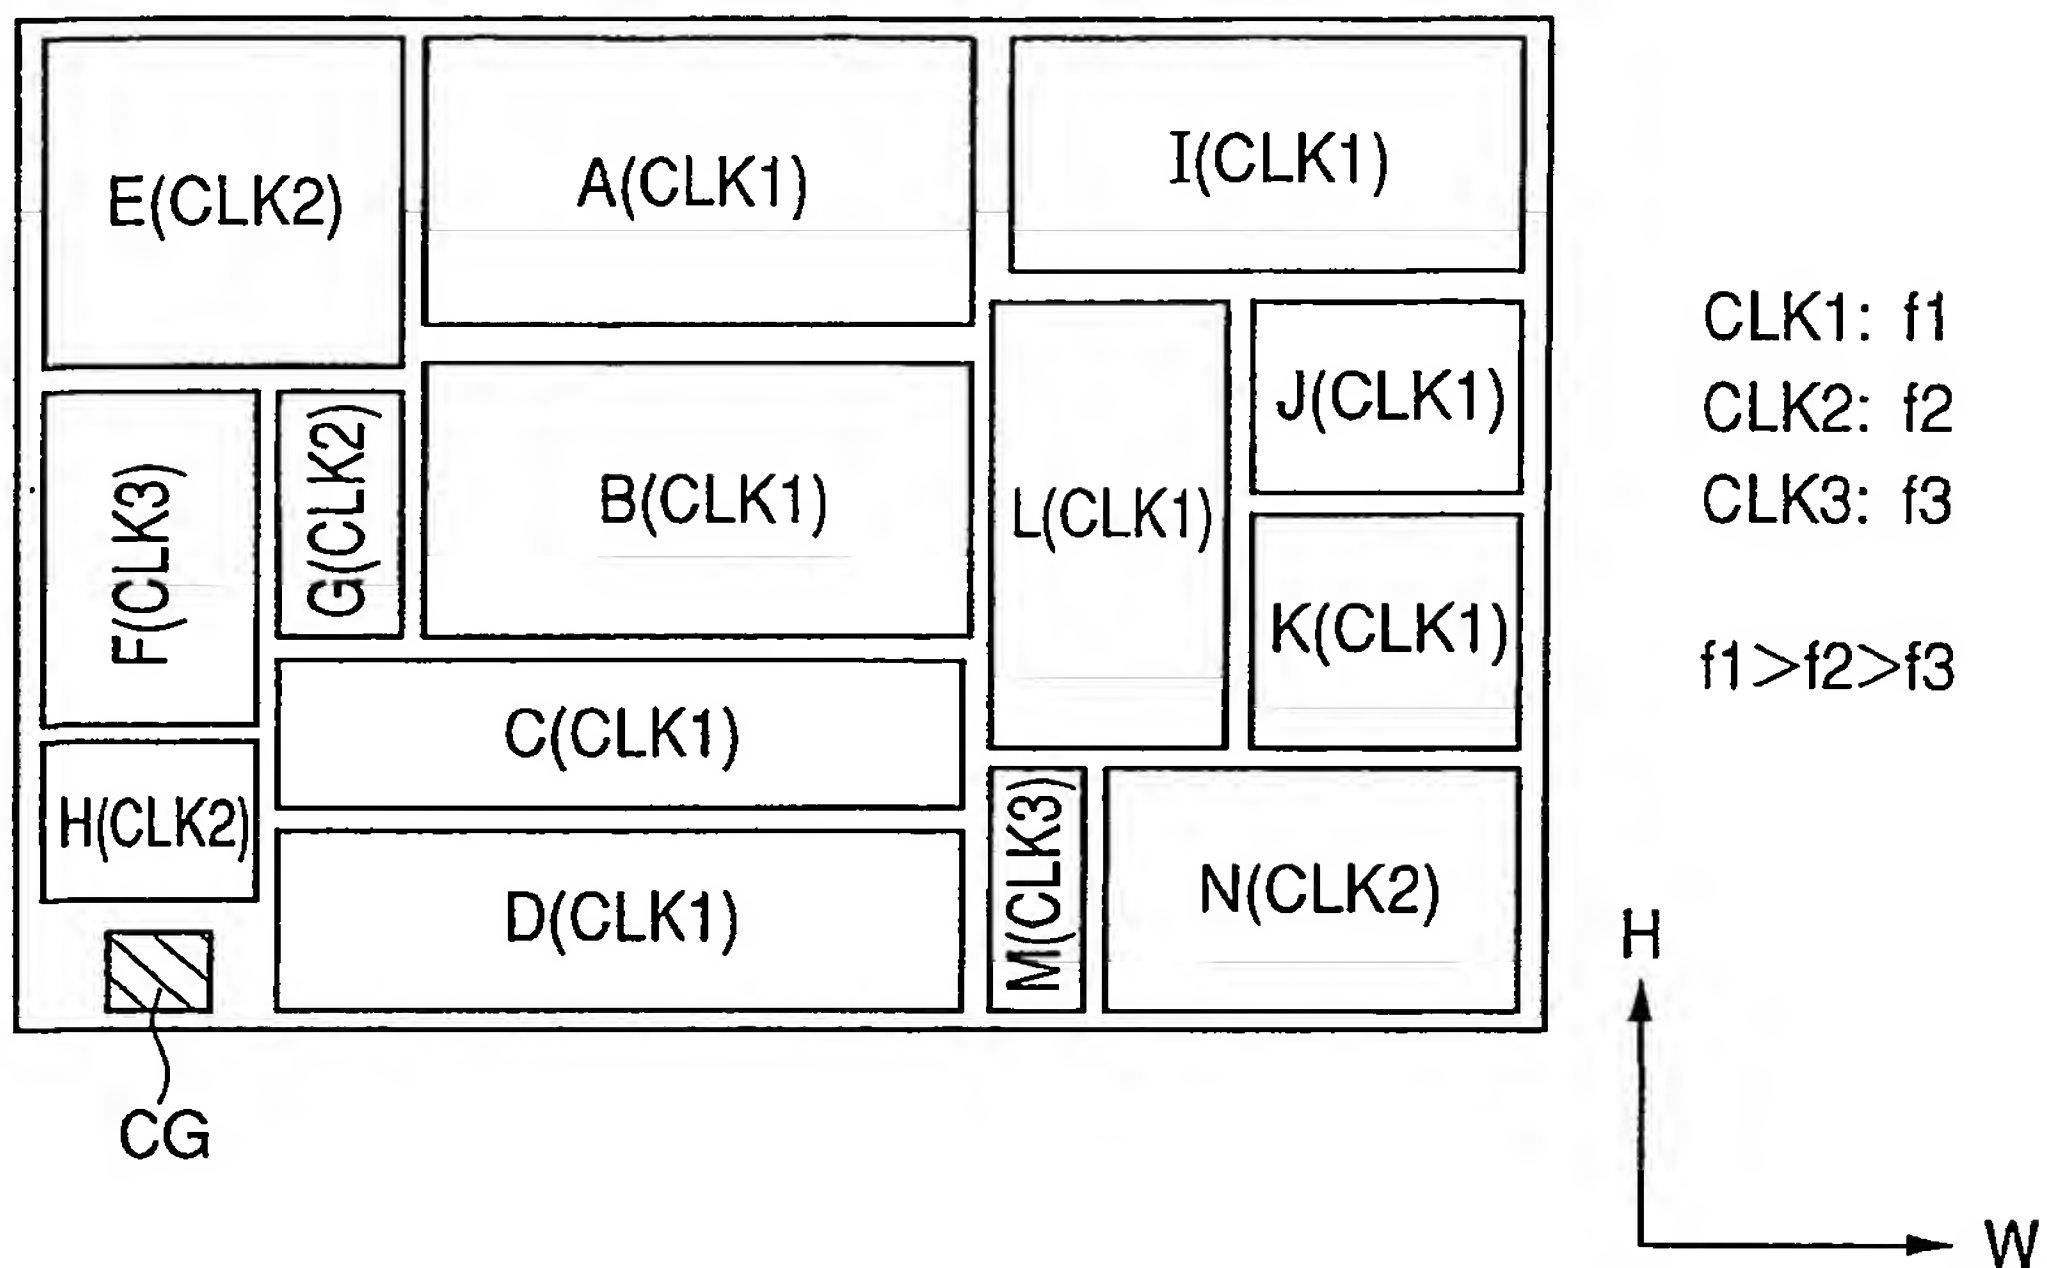 E(CLK2)
A(CLK1)
I(CLK1)
F(CLK3)
G(CLK2)
B(CLK1)
L(CLK1)
J(CLK1)
K(CLK1)
C(CLK1)
H(CLK2)
D(CLK1)
M(CLK3)
N(CLK2)
CG
CLK1: f1
CLK2: f2
CLK3: f3
f1>f2>f3
H
W